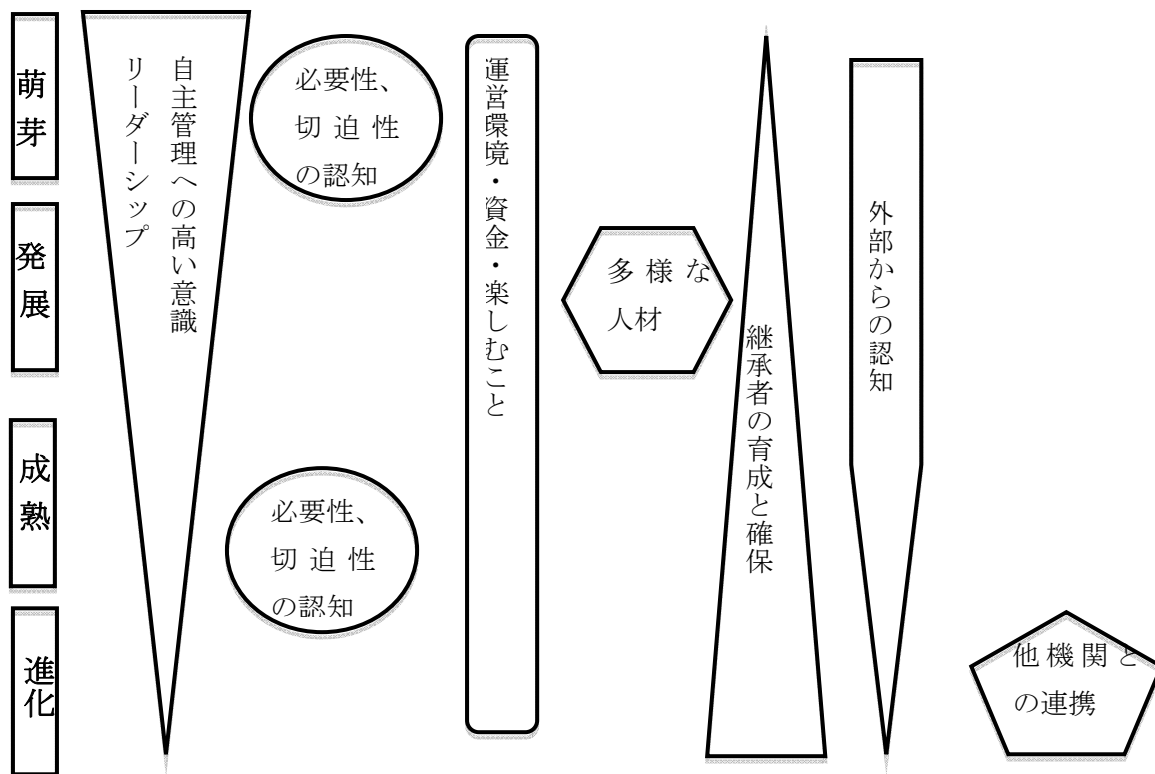 萌芽
発展
成熟
進化
自主管理への高い意識
リーダーシップ
必要性、
切迫性
の認知
必要性、
切迫性
の認知
運営環境・資金・楽しむこと
多様な
人材
継承者の育成と確保
外部からの認知
他機関と
の連携